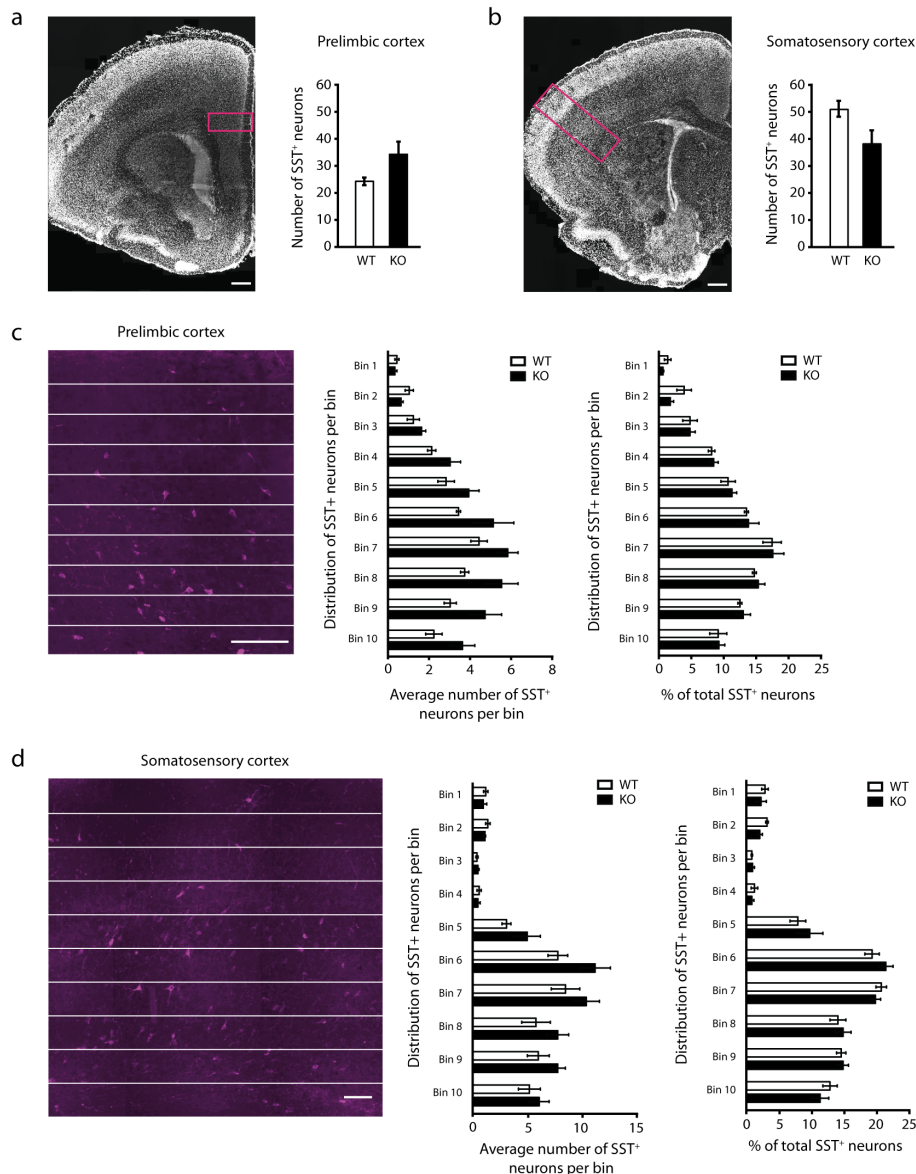 a
Prelimbic cortex
Number of SST⁺ neurons
60
50
40
30
20
10
0
WT
KO
b
Somatosensory cortex
Number of SST⁺ neurons
60
50
40
30
20
10
0
WT
KO
c
Prelimbic cortex
Distribution of SST+ neurons per bin
WT
KO
Bin 1
Bin 2
Bin 3
Bin 4
Bin 5
Bin 6
Bin 7
Bin 8
Bin 9
Bin 10
0 2 4 6 8
Average number of SST⁺
neurons per bin
Distribution of SST+ neurons per bin
WT
KO
Bin 1
Bin 2
Bin 3
Bin 4
Bin 5
Bin 6
Bin 7
Bin 8
Bin 9
Bin 10
0 5 10 15 20 25
% of total SST⁺ neurons
d
Somatosensory cortex
Distribution of SST+ neurons per bin
WT
KO
Bin 1
Bin 2
Bin 3
Bin 4
Bin 5
Bin 6
Bin 7
Bin 8
Bin 9
Bin 10
0 5 10 15
Average number of SST⁺
neurons per bin
Distribution of SST+ neurons per bin
WT
KO
Bin 1
Bin 2
Bin 3
Bin 4
Bin 5
Bin 6
Bin 7
Bin 8
Bin 9
Bin 10
0 5 10 15 20 25
% of total SST⁺ neurons